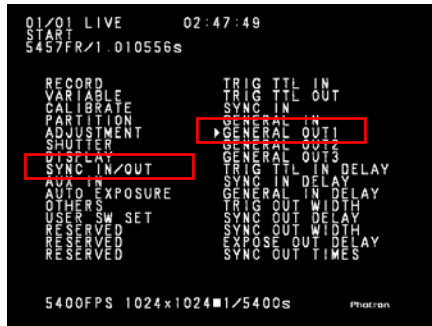 01/01 LIVE 02:47:49
START
5457FR/1.010556s
RECORD TRIG TTL IN
VARIABLE TRIG TTL OUT
CALIBRATE SYNC IN
PARTITION GENERAL IN
ADJUSTMENT ▶GENERAL OUT1
SHUTTER GENERAL OUT2
DISPLAY GENERAL OUT3
SYNC IN/OUT TRIG TTL IN DELAY
AUX IN SYNC IN DELAY
AUTO EXPOSURE GENERAL IN DELAY
OTHERS TRIG OUT WIDTH
USER SW SET SYNC OUT DELAY
RESERVED SYNC OUT WIDTH
RESERVED EXPOSE OUT DELAY
RESERVED SYNC OUT TIMES
5400FPS 1024x1024■1/5400s Photron